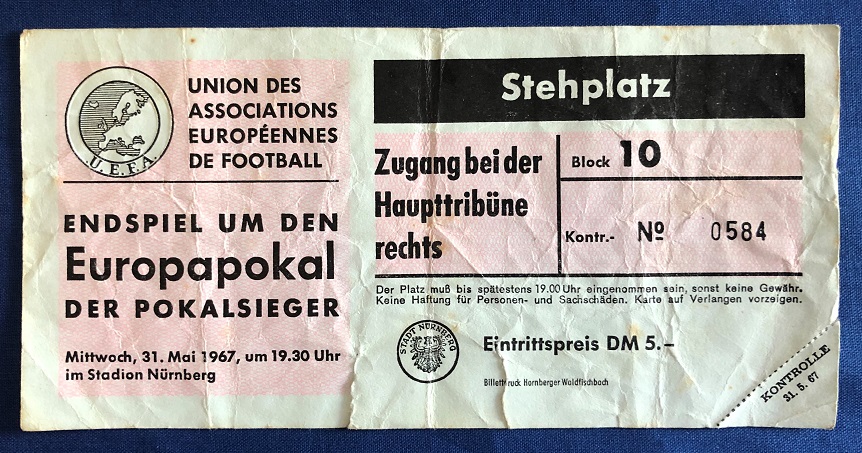 UNION DES
ASSOCIATIONS
EUROPÉENNES
DE FOOTBALL
U.E.F.A.
ENDSPIEL UM DEN
Europapokal
DER POKALSIEGER
Mittwoch, 31. Mai 1967, um 19.30 Uhr
im Stadion Nürnberg
Stehplatz
Zugang bei der
Haupttribüne
rechts
Block 10
Kontr.- № 0584
Der Platz muß bis spätestens 19.00 Uhr eingenommen sein, sonst keine Gewähr.
Keine Haftung für Personen- und Sachschäden. Karte auf Verlangen vorzeigen.
STADT NÜRNBERG
Eintrittspreis DM 5.–
Billettdruck Hornberger Waldfischbach
KONTROLLE
31. 5. 67